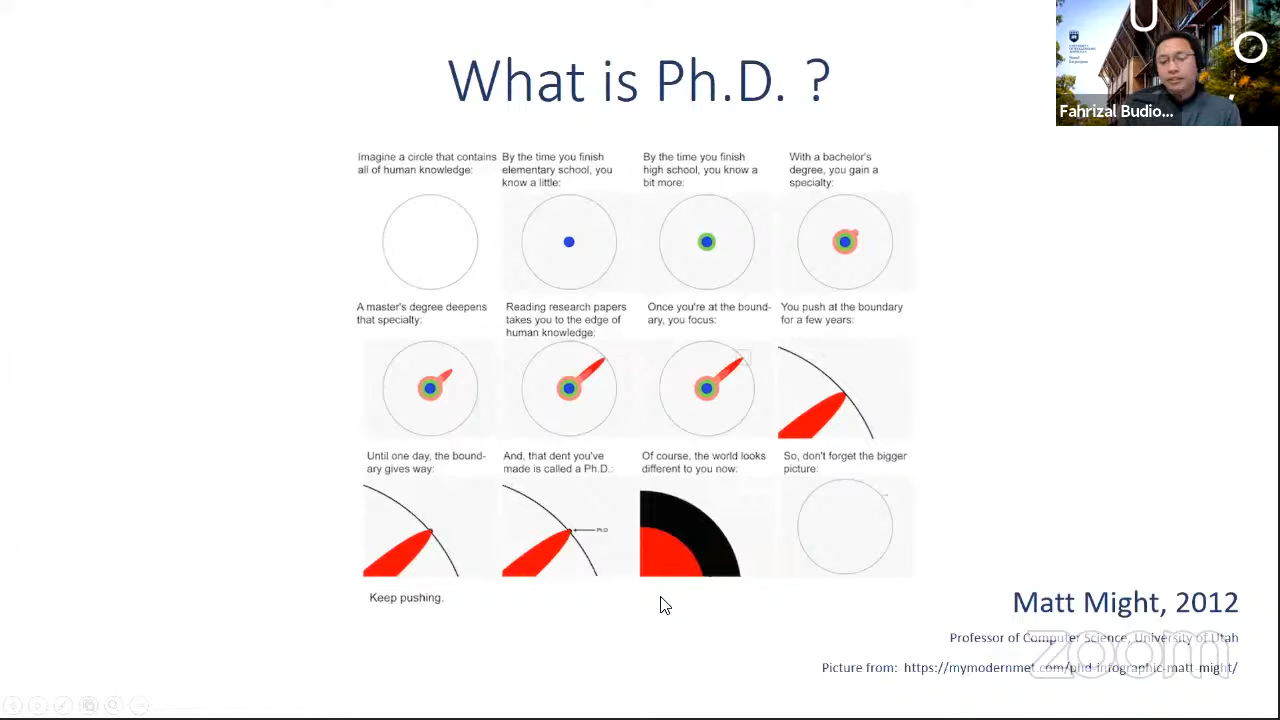 What is Ph.D. ?
Fahrizal Budio...
Imagine a circle that contains
all of human knowledge:
By the time you finish
elementary school, you
know a little:
By the time you finish
high school, you know a
bit more:
With a bachelor's
degree, you gain a
specialty:
A master's degree deepens
that specialty:
Reading research papers
takes you to the edge of
human knowledge:
Once you're at the bound-
ary, you focus:
You push at the boundary
for a few years:
Until one day, the bound-
ary gives way:
And, that dent you've
made is called a Ph.D.:
Of course, the world looks
different to you now:
So, don't forget the bigger
picture:
Ph.D
Keep pushing.
Matt Might, 2012
Professor of Computer Science, University of Utah
Picture from: https://mymodernmet.com/phd-infographic-matt-might/
zoom